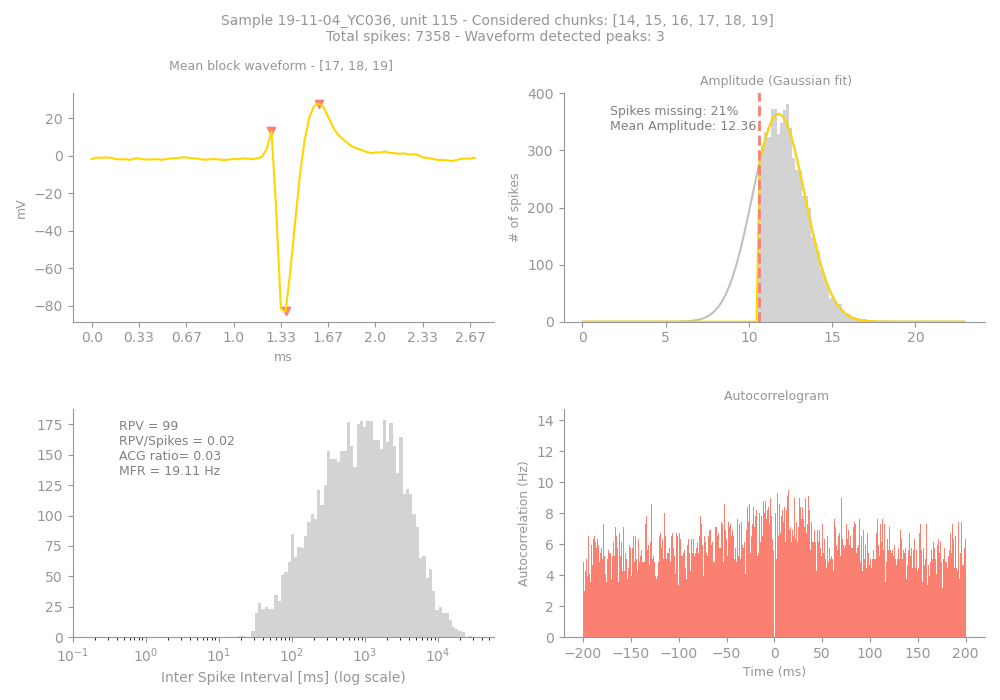 Sample 19-11-04_YC036, unit 115 - Considered chunks: [14, 15, 16, 17, 18, 19]
Total spikes: 7358 - Waveform detected peaks: 3
Mean block waveform - [17, 18, 19]
20
0
−20
−40
−60
−80
mV
0.0 0.33 0.67 1.0 1.33 1.67 2.0 2.33 2.67
ms
Amplitude (Gaussian fit)
Spikes missing: 21%
Mean Amplitude: 12.36
400
300
200
100
0
# of spikes
0 5 10 15 20
RPV = 99
RPV/Spikes = 0.02
ACG ratio= 0.03
MFR = 19.11 Hz
175
150
125
100
75
50
25
0
10⁻¹ 10⁰ 10¹ 10² 10³ 10⁴
Inter Spike Interval [ms] (log scale)
Autocorrelogram
14
12
10
8
6
4
2
0
Autocorrelation (Hz)
−200 −150 −100 −50 0 50 100 150 200
Time (ms)